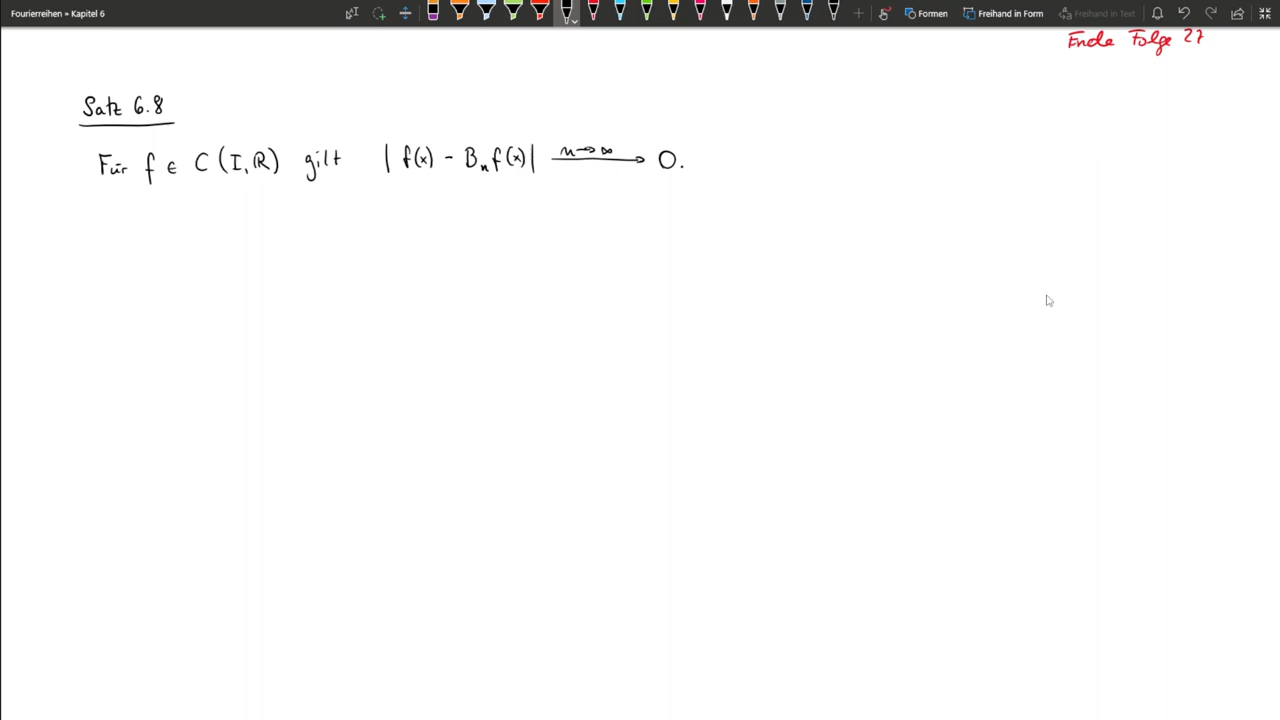 Fourierreihen » Kapitel 6
Formen
Freihand in Form
Freihand in Text
Ende Folge 27
Satz 6.8
Für f ∈ C(I, ℝ) gilt | f(x) - Bₙf(x)| n→∞ → 0.